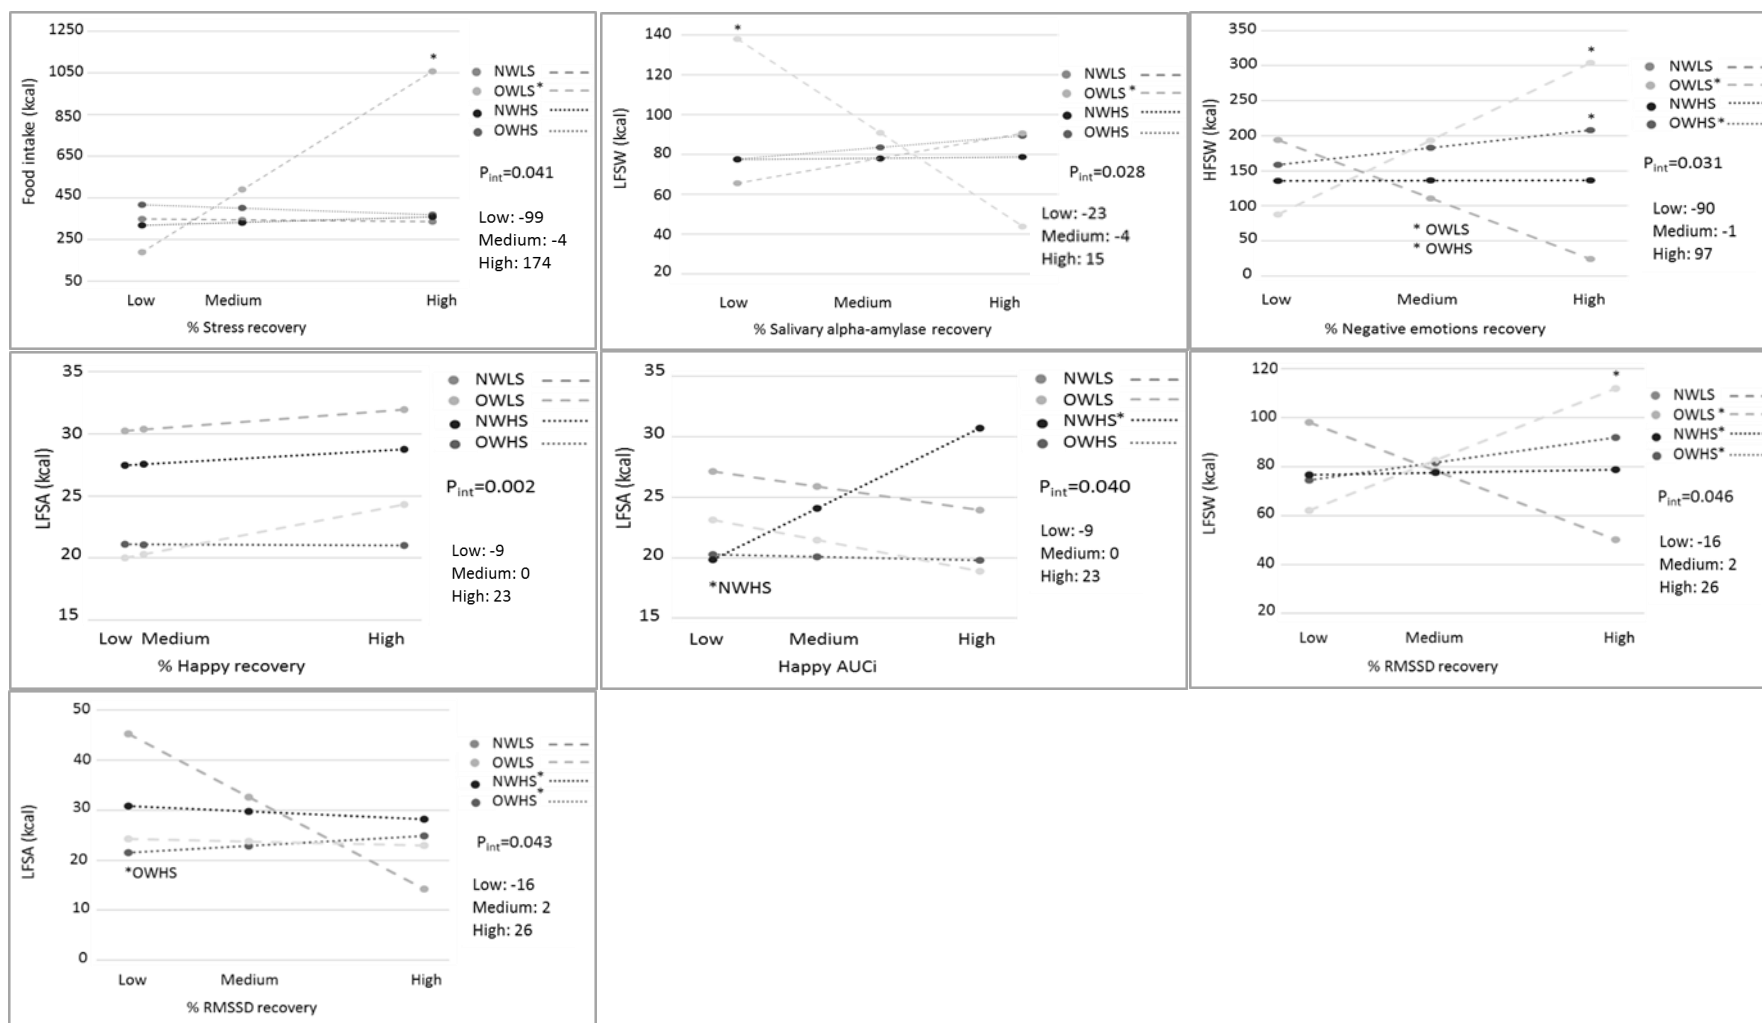 1250
1050
850
650
450
250
50
Food intake (kcal)
*
NWLS
OWLS*
NWHS
OWHS
Pint=0.041
Low: -99
Medium: -4
High: 174
Low Medium High
% Stress recovery
140
120
100
80
60
40
20
LFSW (kcal)
*
NWLS
OWLS*
NWHS
OWHS
Pint=0.028
Low: -23
Medium: -4
High: 15
Low Medium High
% Salivary alpha-amylase recovery
350
300
250
200
150
100
50
0
HFSW (kcal)
*
*
NWLS
OWLS*
NWHS
OWHS*
Pint=0.031
* OWLS
* OWHS
Low: -90
Medium: -1
High: 97
Low Medium High
% Negative emotions recovery
35
30
25
20
15
LFSA (kcal)
NWLS
OWLS
NWHS
OWHS
Pint=0.002
Low: -9
Medium: 0
High: 23
Low Medium High
% Happy recovery
35
30
25
20
15
LFSA (kcal)
NWLS
OWLS
NWHS*
OWHS
Pint=0.040
Low: -9
Medium: 0
High: 23
*NWHS
Low Medium High
Happy AUCi
120
100
80
60
40
20
LFSW (kcal)
*
NWLS
OWLS*
NWHS*
OWHS*
Pint=0.046
Low: -16
Medium: 2
High: 26
Low Medium High
% RMSSD recovery
50
40
30
20
10
0
LFSA (kcal)
NWLS
OWLS
NWHS*
OWHS*
Pint=0.043
*OWHS
Low: -16
Medium: 2
High: 26
Low Medium High
% RMSSD recovery